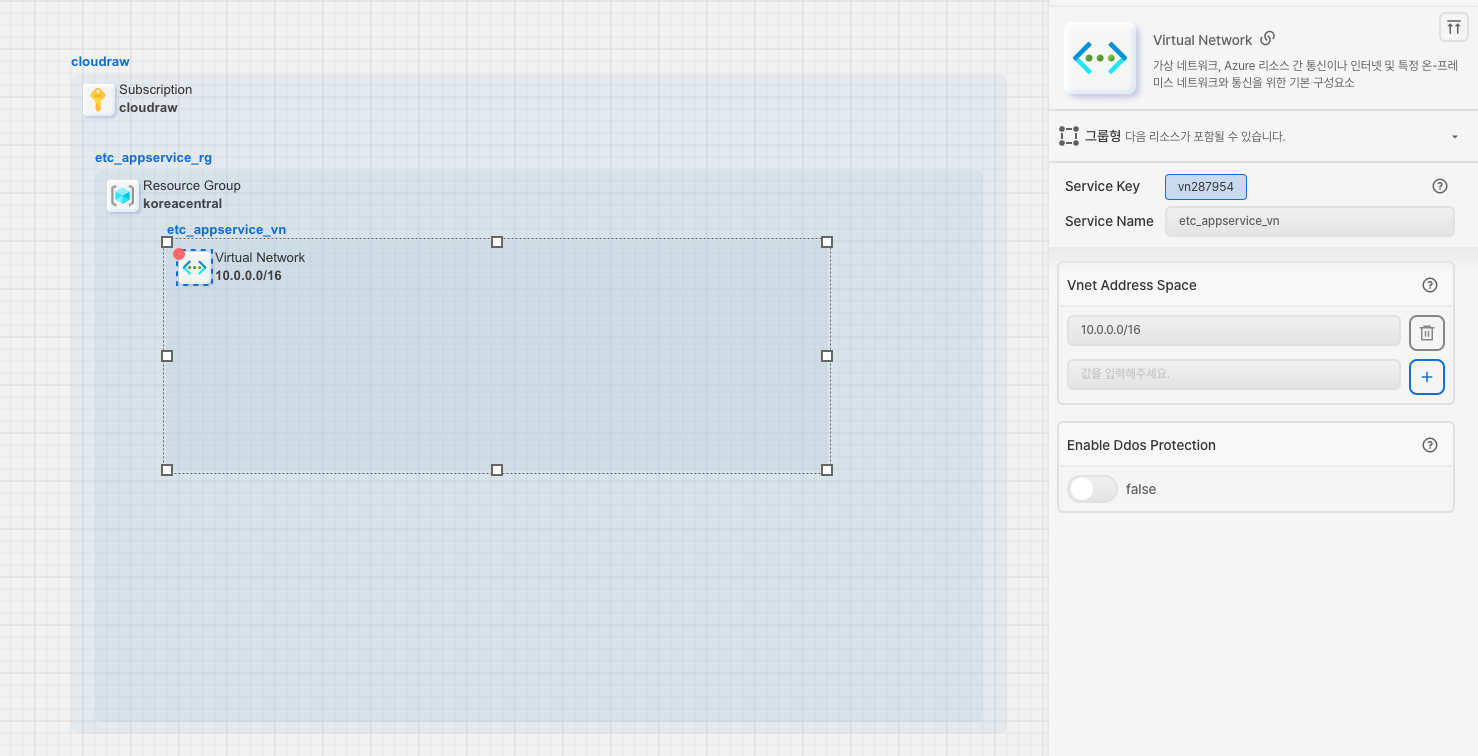 cloudraw
Subscription
cloudraw
etc_appservice_rg
Resource Group
koreacentral
etc_appservice_vn
Virtual Network
10.0.0.0/16
Virtual Network
가상 네트워크, Azure 리소스 간 통신이나 인터넷 및 특정 온-프레
미스 네트워크와 통신을 위한 기본 구성요소
그룹형 다음 리소스가 포함될 수 있습니다.
Service Key vn287954
Service Name etc_appservice_vn
Vnet Address Space
10.0.0.0/16
값을 입력해주세요.
Enable Ddos Protection
false